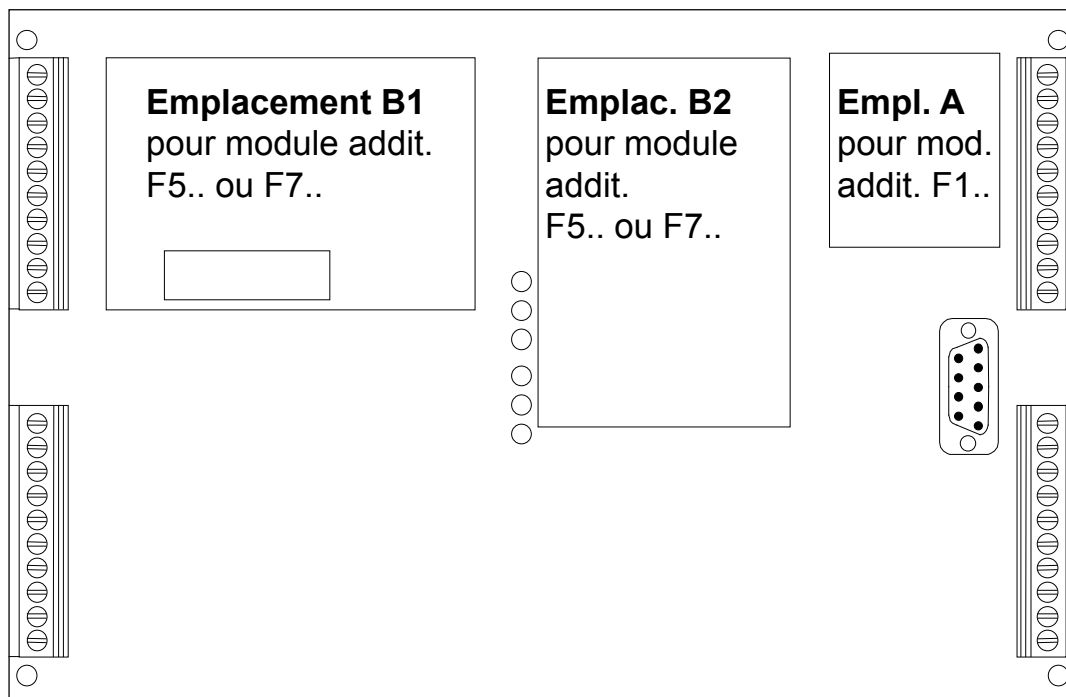 Emplacement B1
pour module addit.
F5.. ou F7..
Emplac. B2
pour module
addit.
F5.. ou F7..
Empl. A
pour mod.
addit. F1..